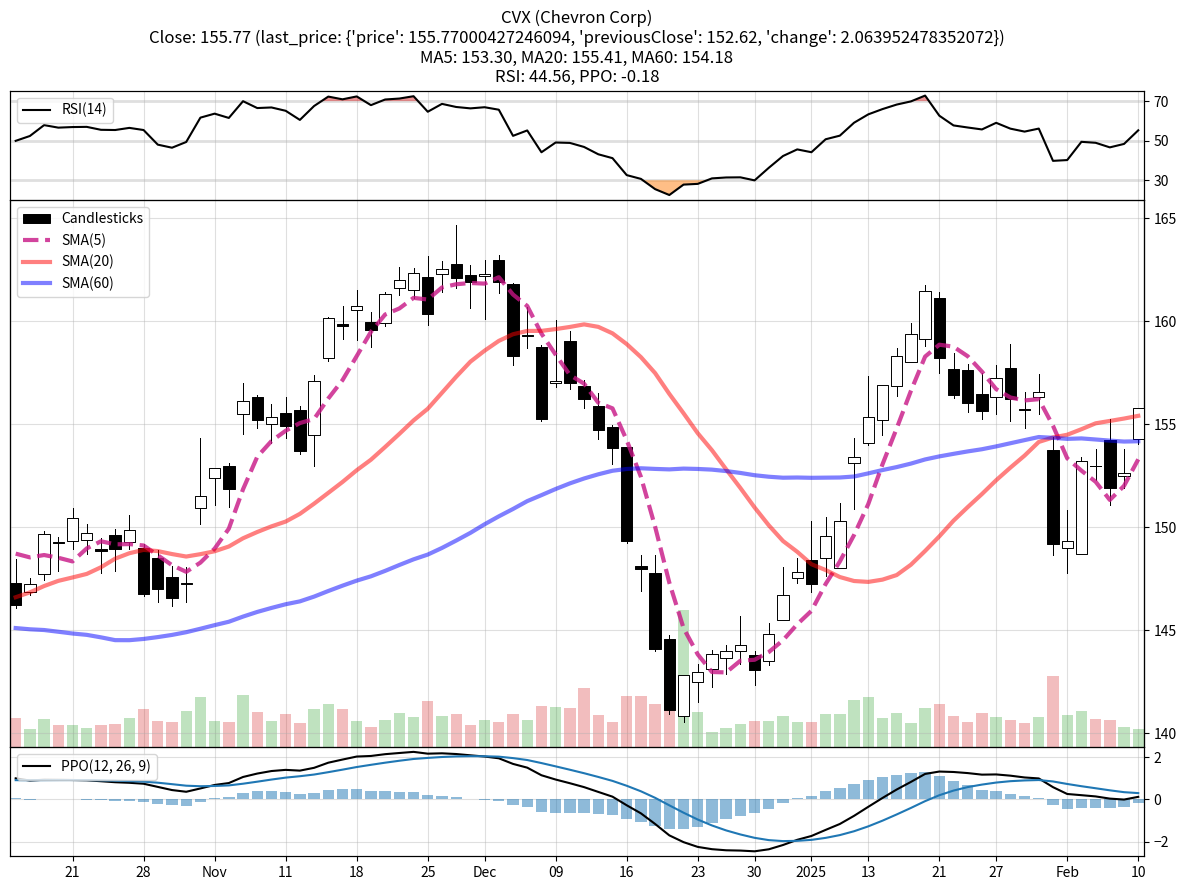 CVX (Chevron Corp)
Close: 155.77 (last_price: {'price': 155.77000427246094, 'previousClose': 152.62, 'change': 2.063952478352072})
MA5: 153.30, MA20: 155.41, MA60: 154.18
RSI: 44.56, PPO: -0.18
RSI(14)
70
50
30
Candlesticks
SMA(5)
SMA(20)
SMA(60)
165
160
155
150
145
140
PPO(12, 26, 9)
2
0
−2
21 28 Nov 11 18 25 Dec 09 16 23 30 2025 13 21 27 Feb 10